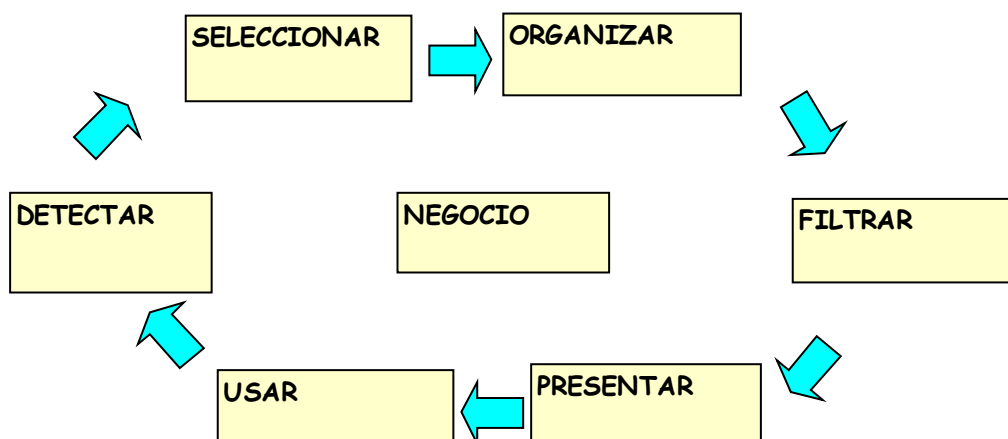 SELECCIONAR
ORGANIZAR
DETECTAR
NEGOCIO
FILTRAR
USAR
PRESENTAR